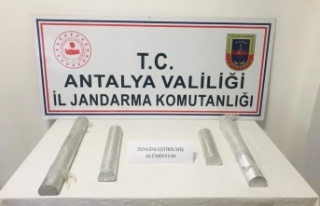 T.C.
ANTALYA VALİLİĞİ
İL JANDARMA KOMUTANLIĞI
ZENGİNLEŞTİRİLMİŞ
ALÜMİNYUM